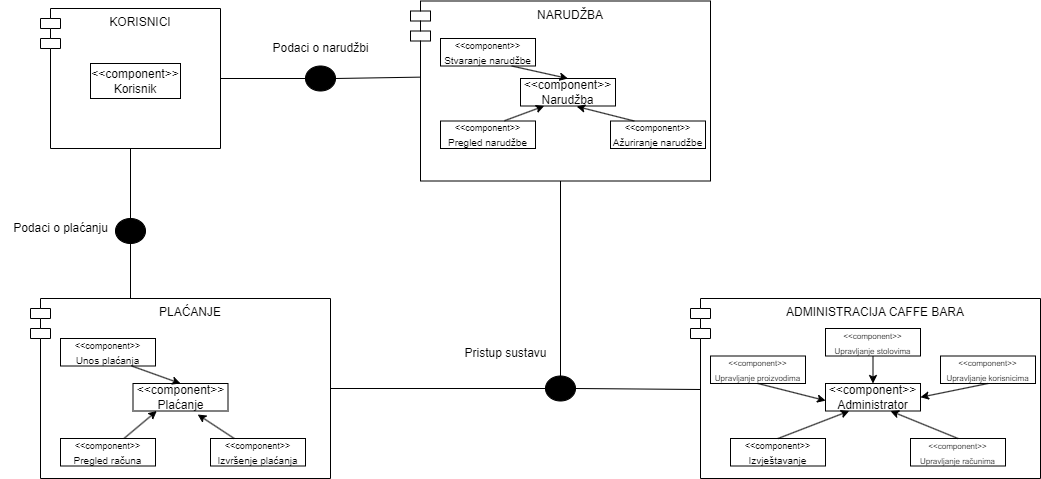 KORISNICI
<<component>>
Korisnik
Podaci o narudžbi
NARUDŽBA
<<component>>
Stvaranje narudžbe
<<component>>
Narudžba
<<component>>
Pregled narudžbe
<<component>>
Ažuriranje narudžbe
Podaci o plaćanju
PLAĆANJE
<<component>>
Unos plaćanja
<<component>>
Plaćanje
<<component>>
Pregled računa
<<component>>
Izvršenje plaćanja
Pristup sustavu
ADMINISTRACIJA CAFFE BARA
<<component>>
Upravljanje stolovima
<<component>>
Upravljanje proizvodima
<<component>>
Upravljanje korisnicima
<<component>>
Administrator
<<component>>
Izvještavanje
<<component>>
Upravljanje računima